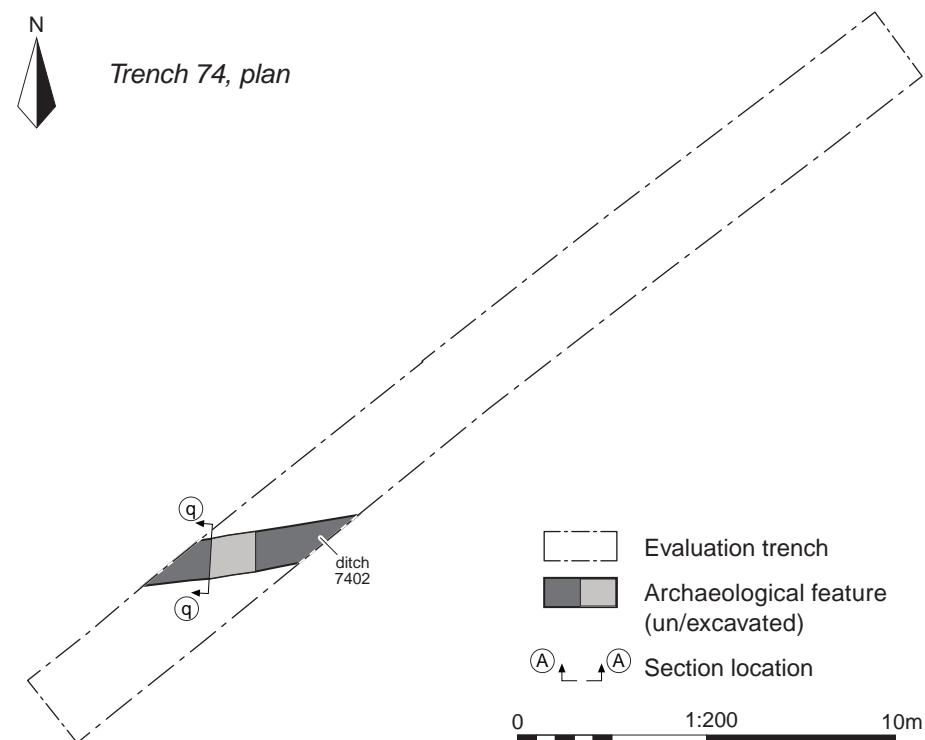 N
Trench 74, plan
q
ditch
7402
q
Evaluation trench
Archaeological feature
(un/excavated)
A A Section location
0 1:200 10m